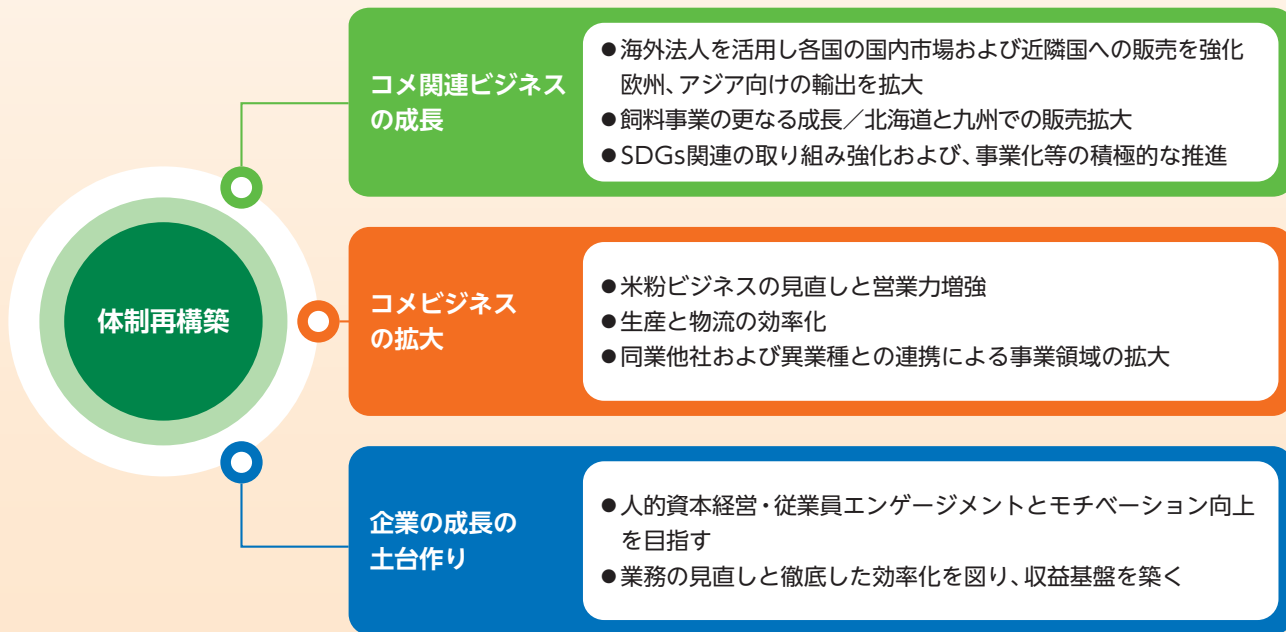 体制再構築
コメ関連ビジネス
の成長
●海外法人を活用し各国の国内市場および近隣国への販売を強化
欧州、アジア向けの輸出を拡大
●飼料事業の更なる成長／北海道と九州での販売拡大
●SDGs関連の取り組み強化および、事業化等の積極的な推進
コメビジネス
の拡大
●米粉ビジネスの見直しと営業力増強
●生産と物流の効率化
●同業他社および異業種との連携による事業領域の拡大
企業の成長の
土台作り
●人的資本経営・従業員エンゲージメントとモチベーション向上
を目指す
●業務の見直しと徹底した効率化を図り、収益基盤を築く